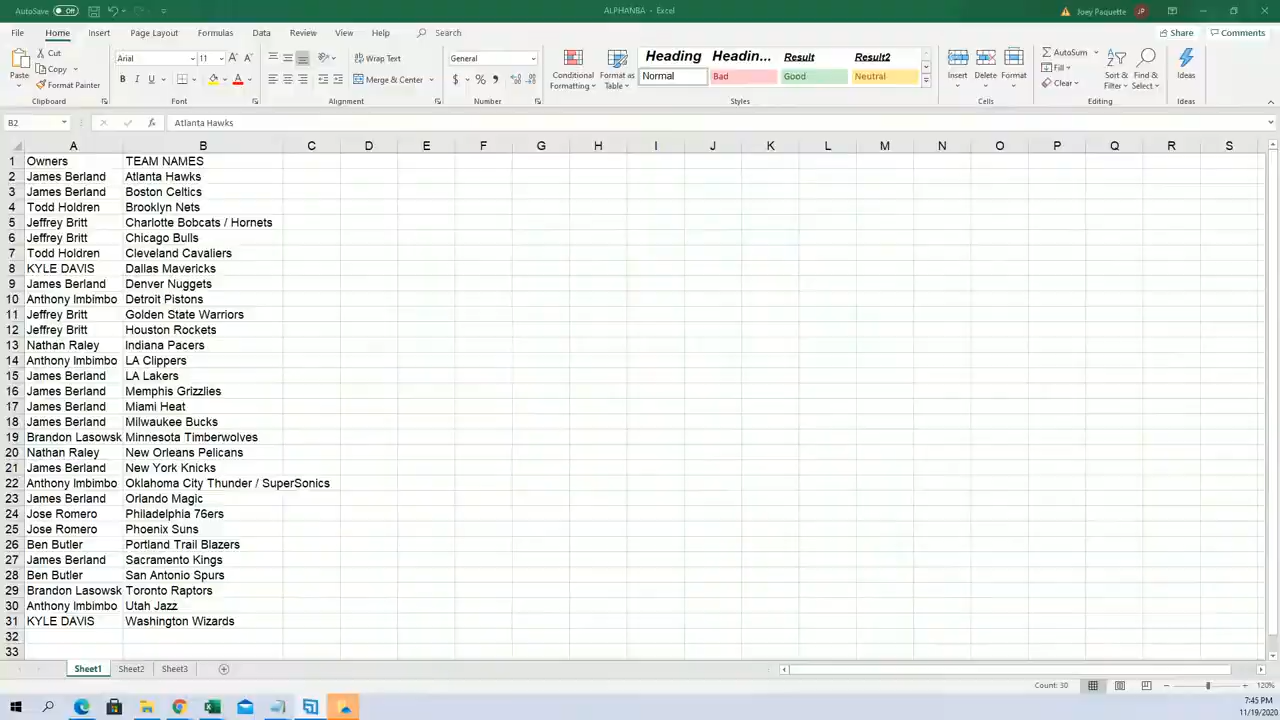 AutoSave Off ALPHANBA - Excel Joey Paquette JP
File Home Insert Page Layout Formulas Data Review View Help Search Share Comments
Paste Cut Copy Format Painter Clipboard
Arial 11 B I U A Font
Wrap Text Merge & Center Alignment
General $ % Number
Conditional Formatting Format as Table
Heading Headin... Result Result2
Normal Bad Good Neutral Styles
Insert Delete Format Cells
AutoSum Fill Clear Sort & Filter Find & Select Editing
Ideas Ideas
B2 fx Atlanta Hawks
A B C D E F G H I J K L M N O P Q R S
1 Owners TEAM NAMES
2 James Berland Atlanta Hawks
3 James Berland Boston Celtics
4 Todd Holdren Brooklyn Nets
5 Jeffrey Britt Charlotte Bobcats / Hornets
6 Jeffrey Britt Chicago Bulls
7 Todd Holdren Cleveland Cavaliers
8 KYLE DAVIS Dallas Mavericks
9 James Berland Denver Nuggets
10 Anthony Imbimbo Detroit Pistons
11 Jeffrey Britt Golden State Warriors
12 Jeffrey Britt Houston Rockets
13 Nathan Raley Indiana Pacers
14 Anthony Imbimbo LA Clippers
15 James Berland LA Lakers
16 James Berland Memphis Grizzlies
17 James Berland Miami Heat
18 James Berland Milwaukee Bucks
19 Brandon Lasowsk Minnesota Timberwolves
20 Nathan Raley New Orleans Pelicans
21 James Berland New York Knicks
22 Anthony Imbimbo Oklahoma City Thunder / SuperSonics
23 James Berland Orlando Magic
24 Jose Romero Philadelphia 76ers
25 Jose Romero Phoenix Suns
26 Ben Butler Portland Trail Blazers
27 James Berland Sacramento Kings
28 Ben Butler San Antonio Spurs
29 Brandon Lasowsk Toronto Raptors
30 Anthony Imbimbo Utah Jazz
31 KYLE DAVIS Washington Wizards
32
33
Sheet1 Sheet2 Sheet3
Count: 30 120%
7:45 PM
11/19/2020